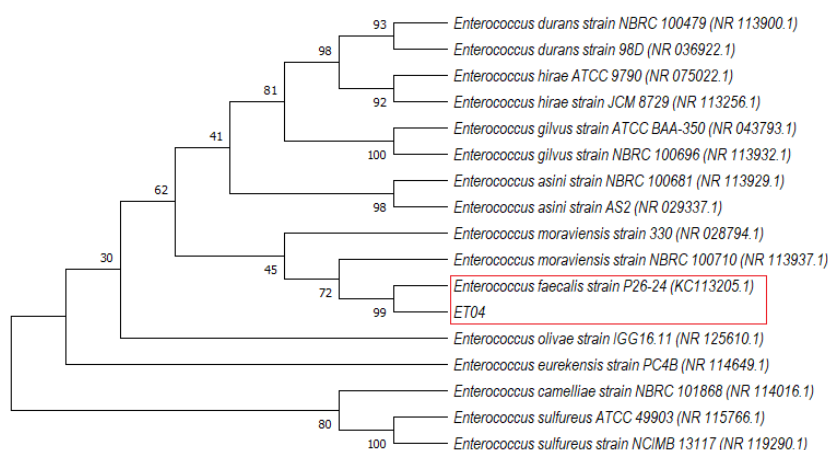 93
Enterococcus durans strain NBRC 100479 (NR 113900.1)
98
Enterococcus durans strain 98D (NR 036922.1)
Enterococcus hirae ATCC 9790 (NR 075022.1)
81
92
Enterococcus hirae strain JCM 8729 (NR 113256.1)
Enterococcus gilvus strain ATCC BAA-350 (NR 043793.1)
41
100
Enterococcus gilvus strain NBRC 100696 (NR 113932.1)
Enterococcus asini strain NBRC 100681 (NR 113929.1)
62
98
Enterococcus asini strain AS2 (NR 029337.1)
Enterococcus moraviensis strain 330 (NR 028794.1)
30
45
Enterococcus moraviensis strain NBRC 100710 (NR 113937.1)
72
Enterococcus faecalis strain P26-24 (KC113205.1)
99
ET04
Enterococcus olivae strain IGG16.11 (NR 125610.1)
Enterococcus eurekensis strain PC4B (NR 114649.1)
Enterococcus camelliae strain NBRC 101868 (NR 114016.1)
80
Enterococcus sulfureus ATCC 49903 (NR 115766.1)
100
Enterococcus sulfureus strain NCIMB 13117 (NR 119290.1)